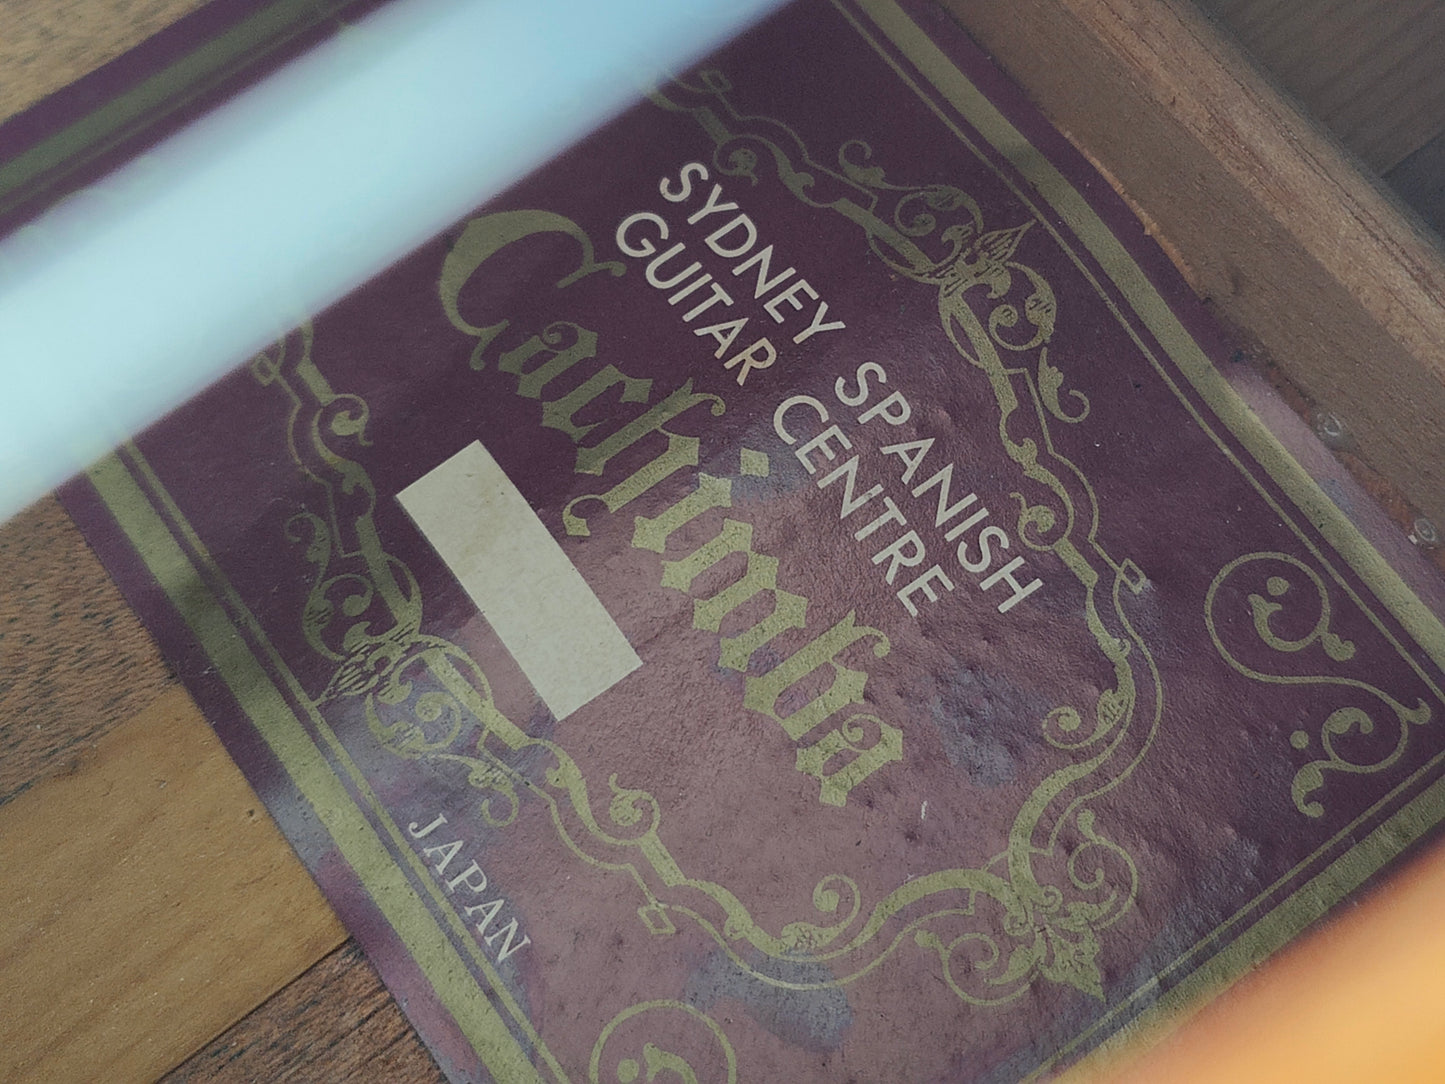 SYDNEY SPANISH
GUITAR CENTRE
Cachimba
JAPAN